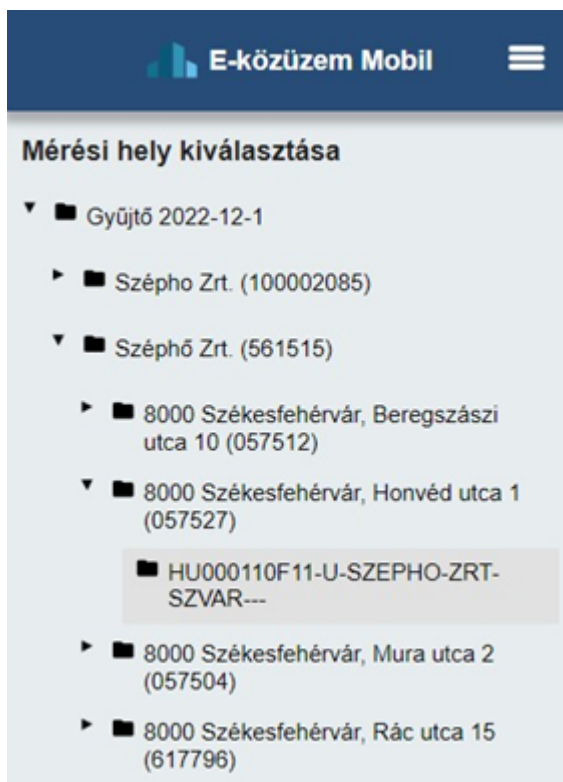 E-közüzem Mobil
Mérési hely kiválasztása
Gyűjtő 2022-12-1
Szépho Zrt. (100002085)
Széphő Zrt. (561515)
8000 Székesfehérvár, Beregszászi
utca 10 (057512)
8000 Székesfehérvár, Honvéd utca 1
(057527)
HU000110F11-U-SZEPHO-ZRT-
SZVAR---
8000 Székesfehérvár, Mura utca 2
(057504)
8000 Székesfehérvár, Rác utca 15
(617796)